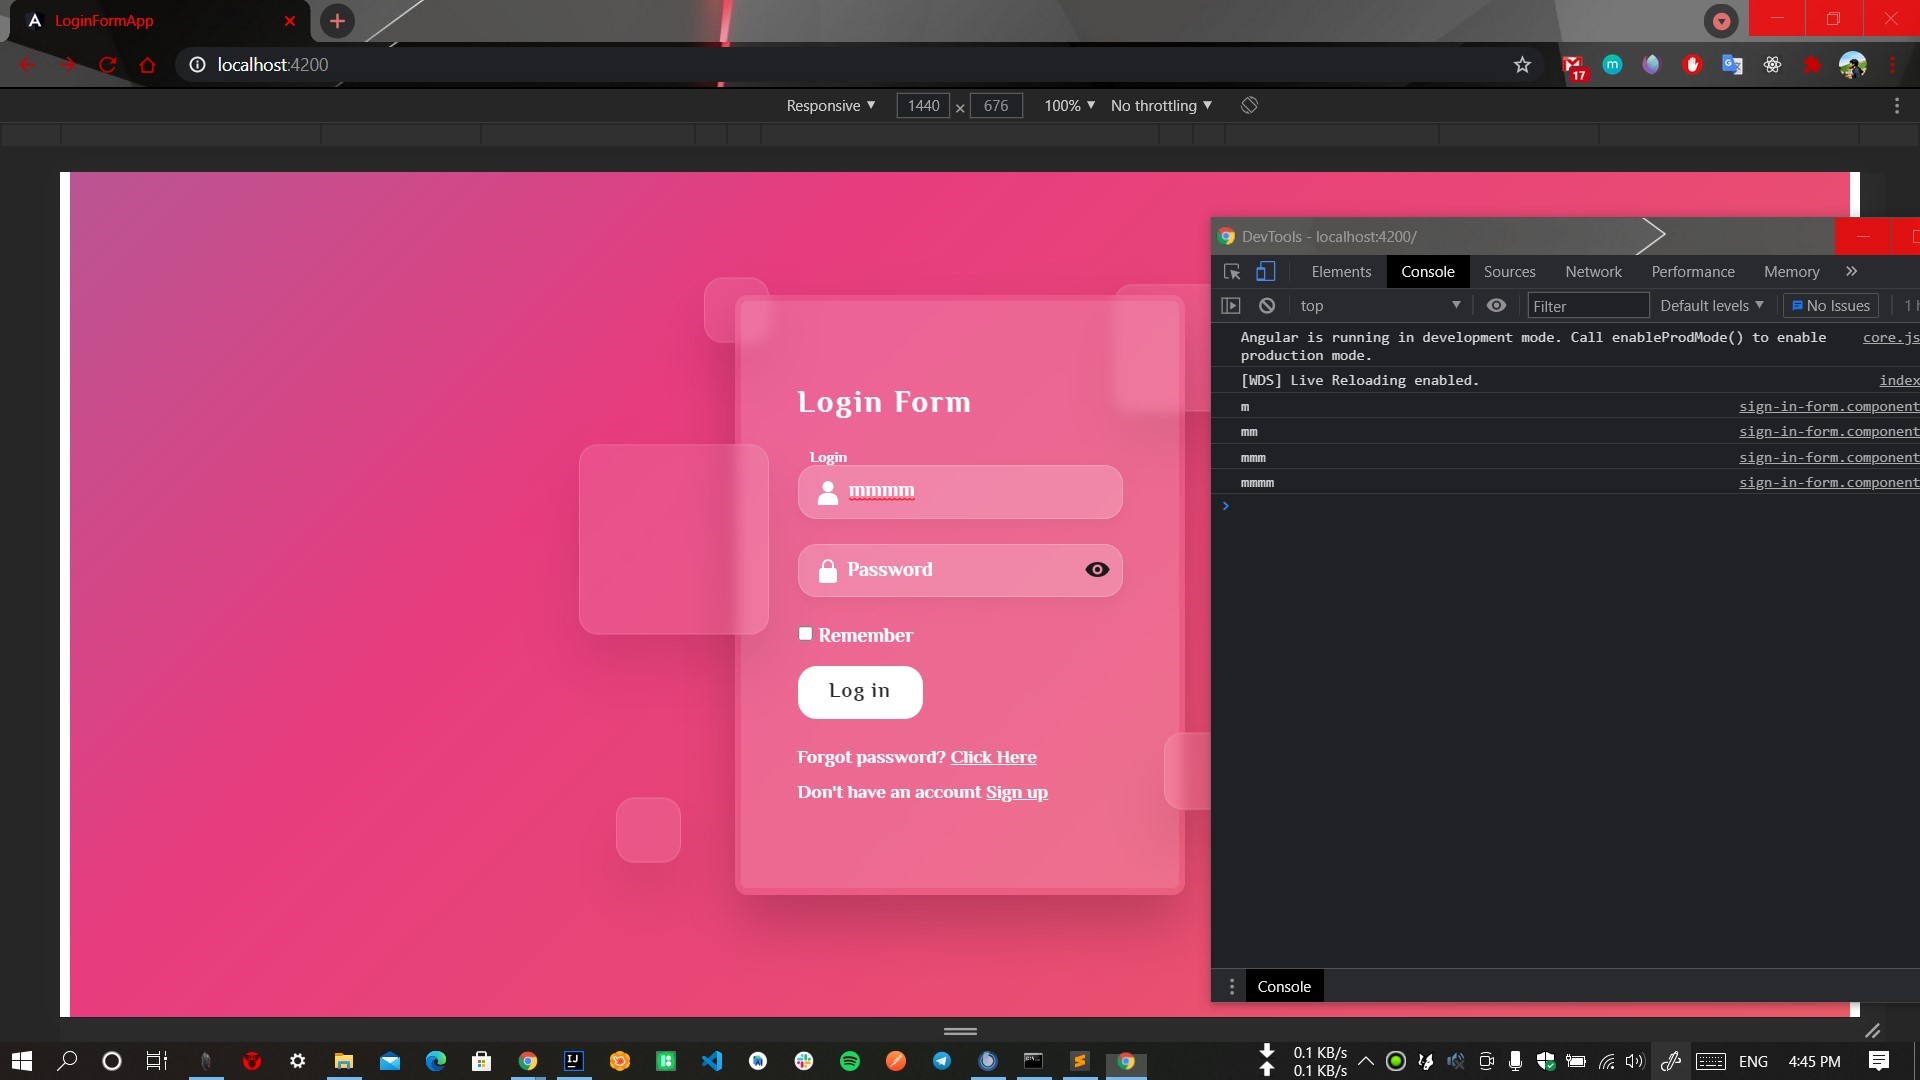 LoginFormApp
localhost:4200
17
m
Responsive 1440 × 676 100% No throttling
DevTools - localhost:4200/
Elements Console Sources Network Performance Memory
top Filter Default levels No Issues 1
Angular is running in development mode. Call enableProdMode() to enable core.js
production mode.
[WDS] Live Reloading enabled. index
m sign-in-form.component
mm sign-in-form.component
mmm sign-in-form.component
mmmm sign-in-form.component
Console
Login Form
Login
mmmm
Password
Remember
Log in
Forgot password? Click Here
Don't have an account Sign up
IJ
0.1 KB/s
0.1 KB/s
ENG
4:45 PM